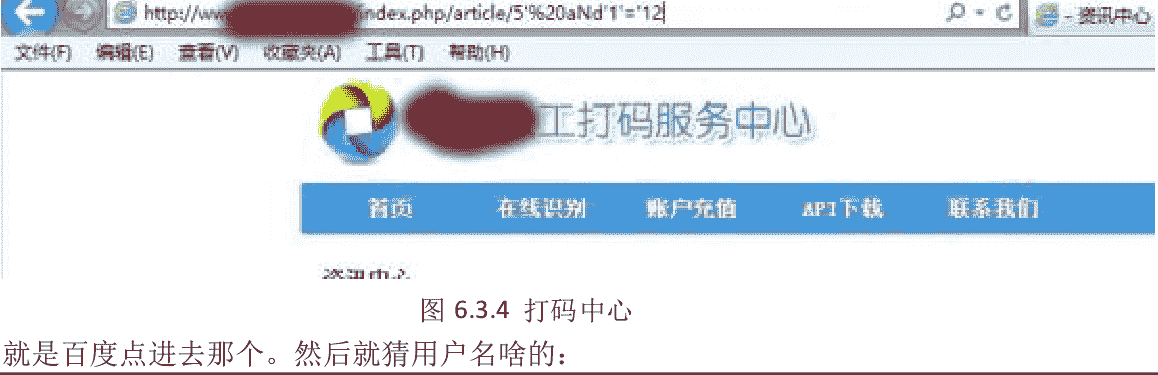 http://ww index.php/article/5'%20aNd'1'='12 - 资讯中心
文件(F) 编辑(E) 查看(V) 收藏夹(A) 工具(T) 帮助(H)
工打码服务中心
首页 在线识别 账户充值 API下载 联系我们
资讯中心
图 6.3.4 打码中心
就是百度点进去那个。然后就猜用户名啥的：